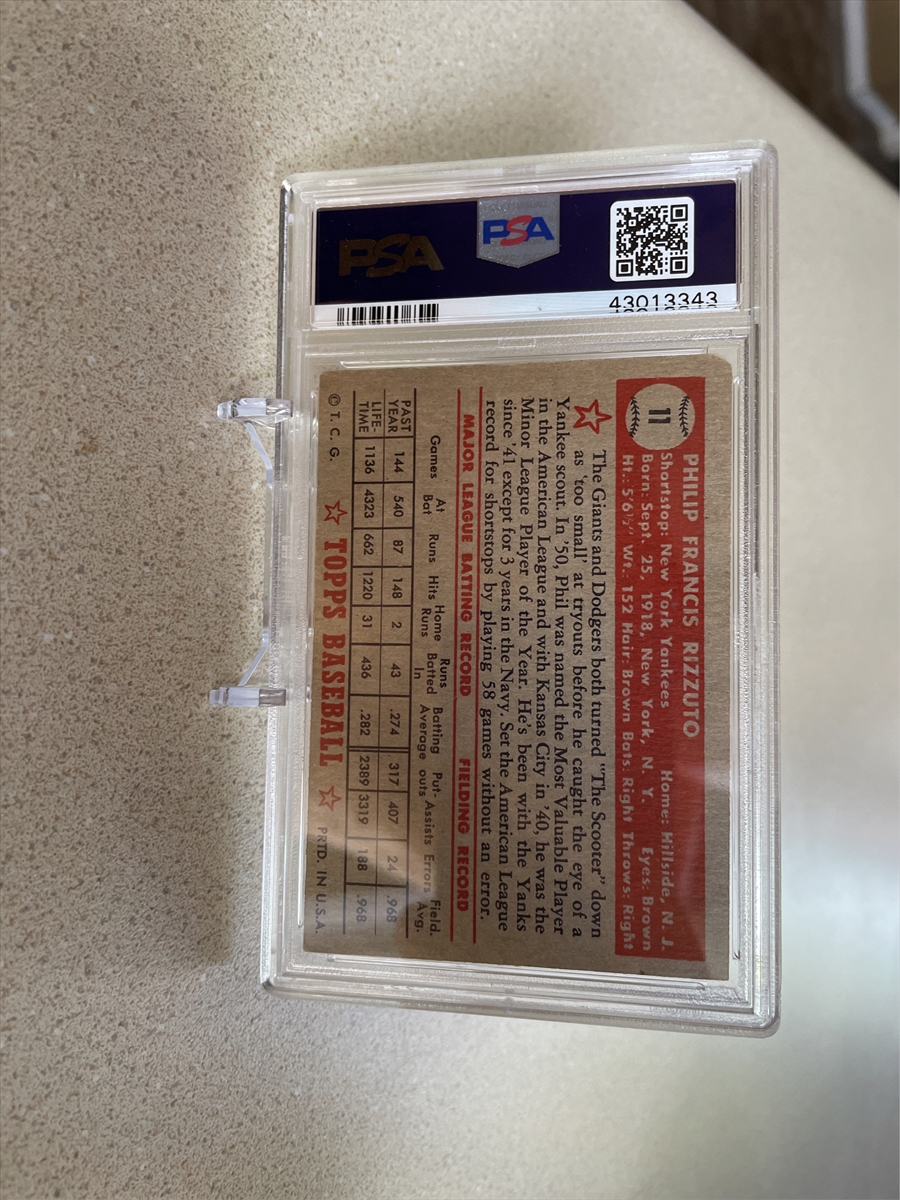 PSA
PSA
43013343
11
PHILIP FRANCIS RIZZUTO
Shortstop: New York Yankees Home: Hillside, N. J.
Born: Sept. 25, 1918, New York, N. Y. Eyes: Brown
Ht.: 5'6½" Wt.: 152 Hair: Brown Bats: Right Throws: Right
The Giants and Dodgers both turned "The Scooter" down
as 'too small' at tryouts before he caught the eye of a
Yankee scout. In '50, Phil was named the Most Valuable Player
in the American League and with Kansas City in '40, he was the
Minor League Player of the Year. He's been with the Yanks
since '41 except for 3 years in the Navy. Set the American League
record for shortstops by playing 58 games without an error.
MAJOR LEAGUE BATTING RECORD FIELDING RECORD
Games At Bat Runs Hits Home Runs Runs Batted In Batting Average Put-outs Assists Errors Field. Avg.
PAST YEAR 144 540 87 148 2 43 .274 317 407 24 .968
LIFE-TIME 1136 4323 662 1220 31 436 .282 2389 3319 188 .968
© T. C. G. TOPPS BASEBALL PRTD. IN U.S.A.